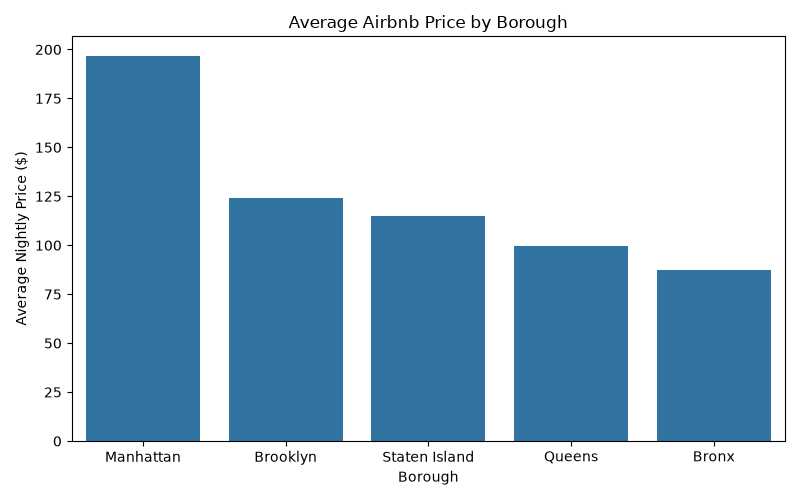 Average Airbnb Price by Borough
Average Nightly Price ($)
200
175
150
125
100
75
50
25
0
Manhattan Brooklyn Staten Island Queens Bronx
Borough